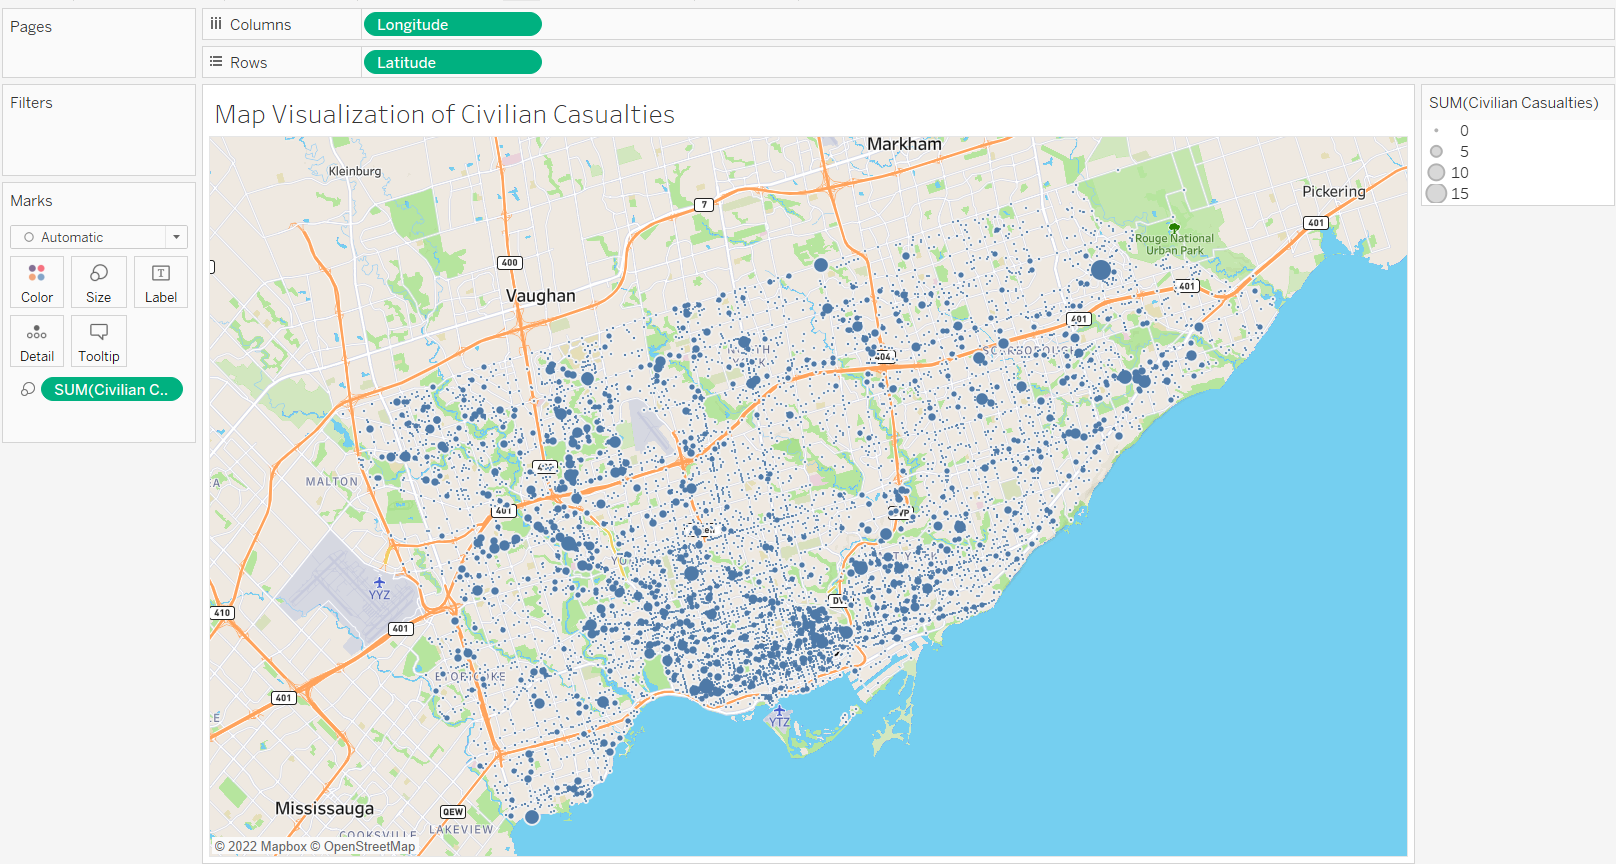 Pages
Columns
Longitude
Rows
Latitude
Filters
Marks
Automatic
Color
Size
Label
Detail
Tooltip
SUM(Civilian C..
Map Visualization of Civilian Casualties
Markham
Kleinburg
Pickering
7
401
Rouge National
Urban Park
400
401
Vaughan
401
404
MALTON
401
YYZ
410
401
401
YTZ
Mississauga
QEW
LAKEVIEW
COOKSVILLE
© 2022 Mapbox © OpenStreetMap
SUM(Civilian Casualties)
0
5
10
15